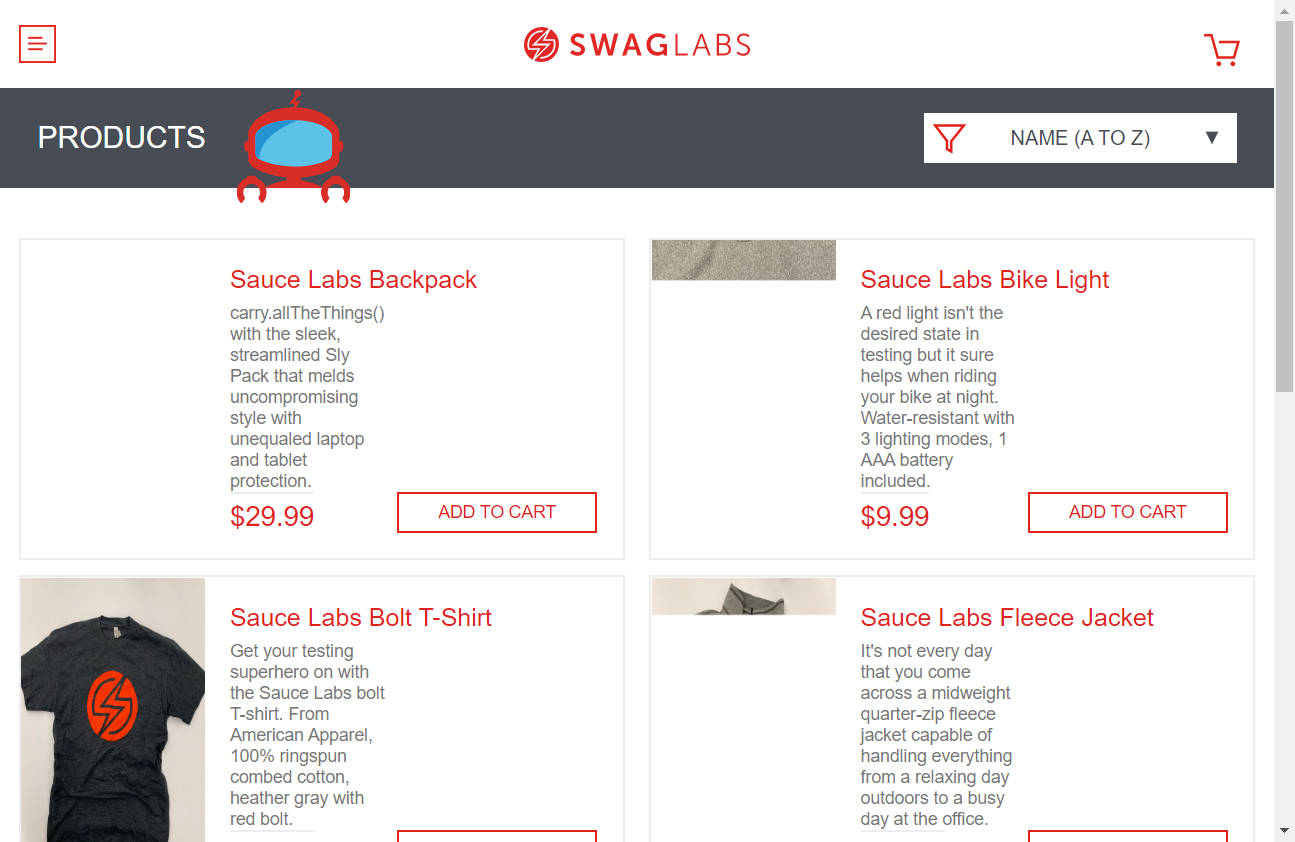 SWAGLABS
PRODUCTS
NAME (A TO Z)
Sauce Labs Backpack
carry.allTheThings()
with the sleek,
streamlined Sly
Pack that melds
uncompromising
style with
unequaled laptop
and tablet
protection.
$29.99
ADD TO CART
Sauce Labs Bike Light
A red light isn't the
desired state in
testing but it sure
helps when riding
your bike at night.
Water-resistant with
3 lighting modes, 1
AAA battery
included.
$9.99
ADD TO CART
Sauce Labs Bolt T-Shirt
Get your testing
superhero on with
the Sauce Labs bolt
T-shirt. From
American Apparel,
100% ringspun
combed cotton,
heather gray with
red bolt.
Sauce Labs Fleece Jacket
It's not every day
that you come
across a midweight
quarter-zip fleece
jacket capable of
handling everything
from a relaxing day
outdoors to a busy
day at the office.